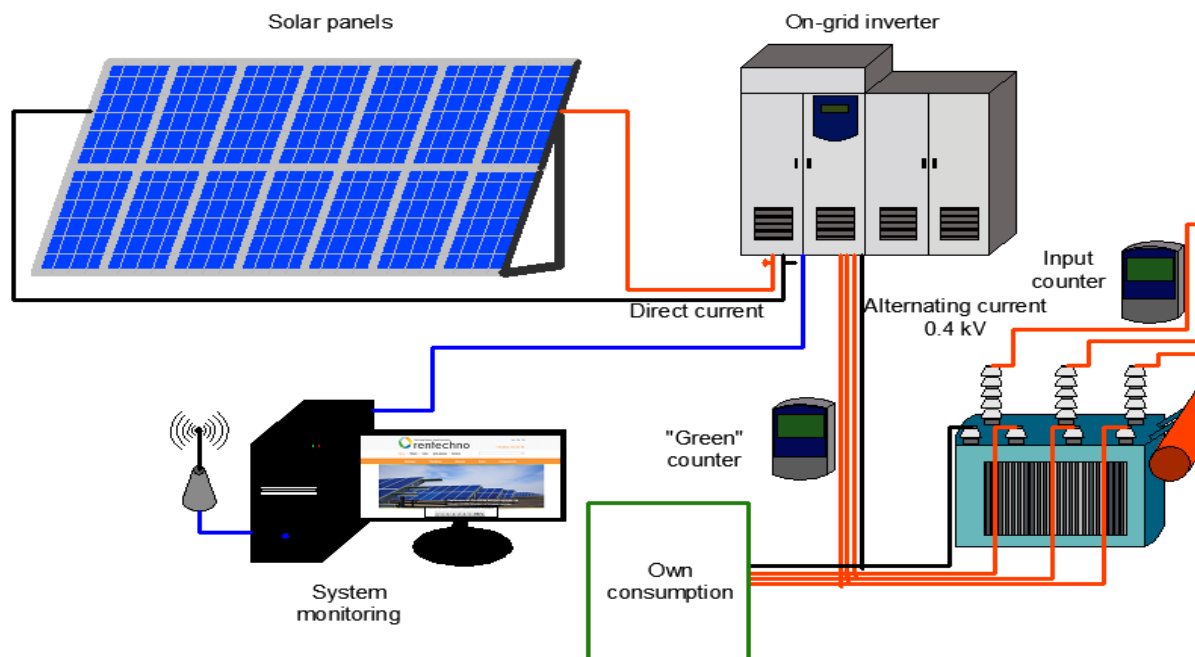 Solar panels
On-grid inverter
Input
counter
Direct current
Alternating current
0.4 kV
"Green"
counter
rentechno
Own
consumption
System
monitoring